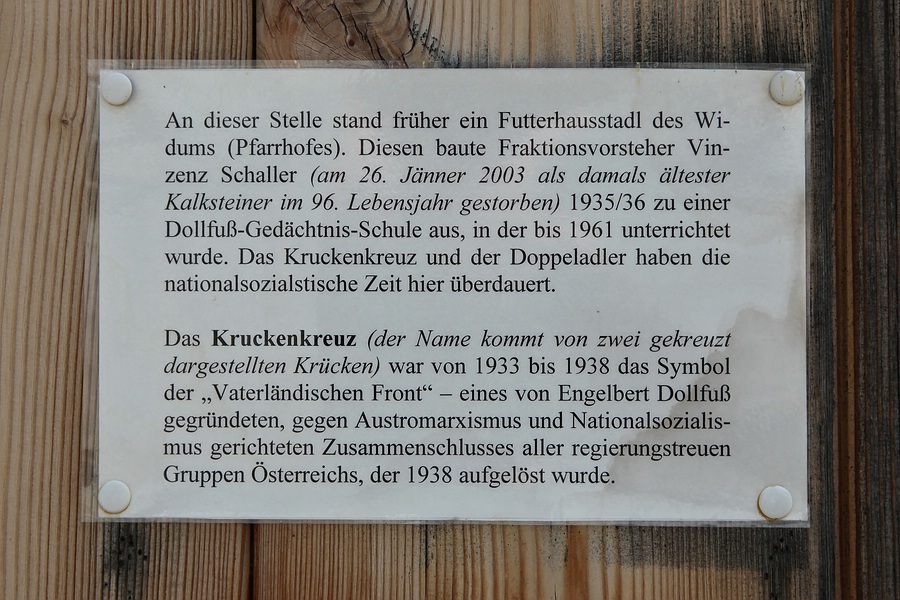 An dieser Stelle stand früher ein Futterhausstadl des Wi-
dums (Pfarrhofes). Diesen baute Fraktionsvorsteher Vin-
zenz Schaller (am 26. Jänner 2003 als damals ältester
Kalksteiner im 96. Lebensjahr gestorben) 1935/36 zu einer
Dollfuß-Gedächtnis-Schule aus, in der bis 1961 unterrichtet
wurde. Das Kruckenkreuz und der Doppeladler haben die
nationalsozialstische Zeit hier überdauert.

Das Kruckenkreuz (der Name kommt von zwei gekreuzt
dargestellten Krücken) war von 1933 bis 1938 das Symbol
der „Vaterländischen Front“ – eines von Engelbert Dollfuß
gegründeten, gegen Austromarxismus und Nationalsozialis-
mus gerichteten Zusammenschlusses aller regierungstreuen
Gruppen Österreichs, der 1938 aufgelöst wurde.